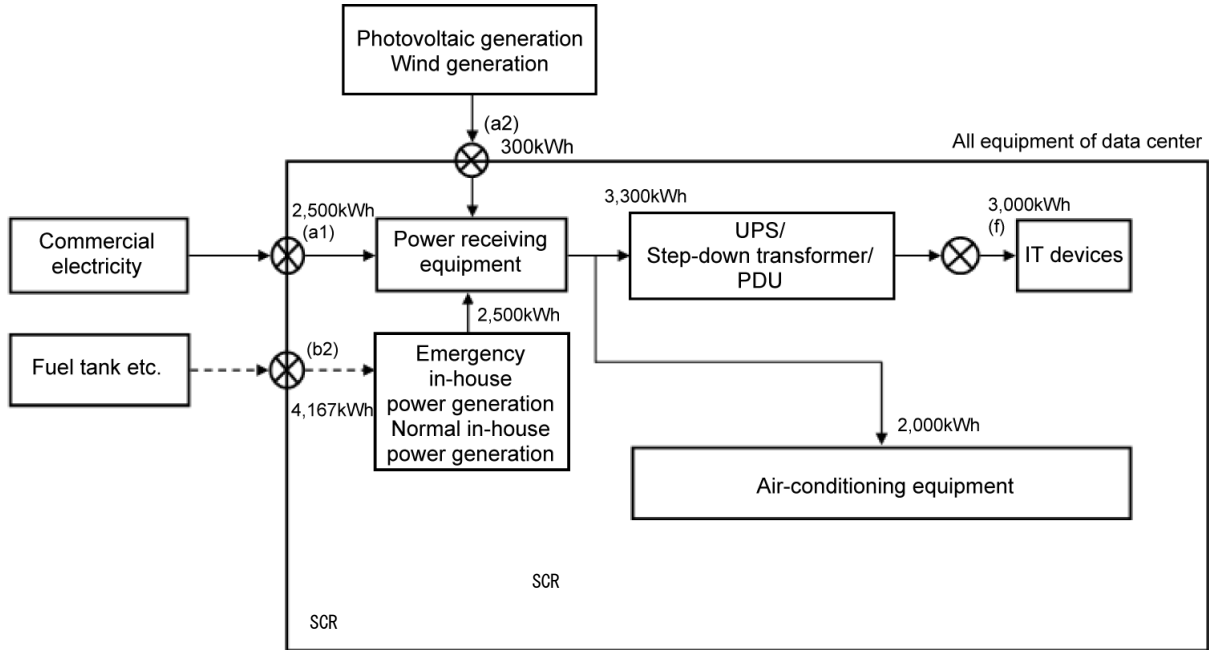 Photovoltaic generation
Wind generation
(a2)
300kWh
All equipment of data center
2,500kWh
(a1)
3,300kWh
3,000kWh
(f)
Commercial
electricity
Power receiving
equipment
UPS/
Step-down transformer/
PDU
IT devices
2,500kWh
Fuel tank etc.
(b2)
4,167kWh
Emergency
in-house
power generation
Normal in-house
power generation
2,000kWh
Air-conditioning equipment
SCR
SCR